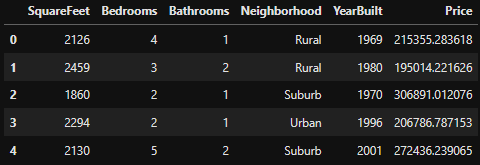 SquareFeet Bedrooms Bathrooms Neighborhood YearBuilt Price
0 2126 4 1 Rural 1969 215355.283618
1 2459 3 2 Rural 1980 195014.221626
2 1860 2 1 Suburb 1970 306891.012076
3 2294 2 1 Urban 1996 206786.787153
4 2130 5 2 Suburb 2001 272436.239065